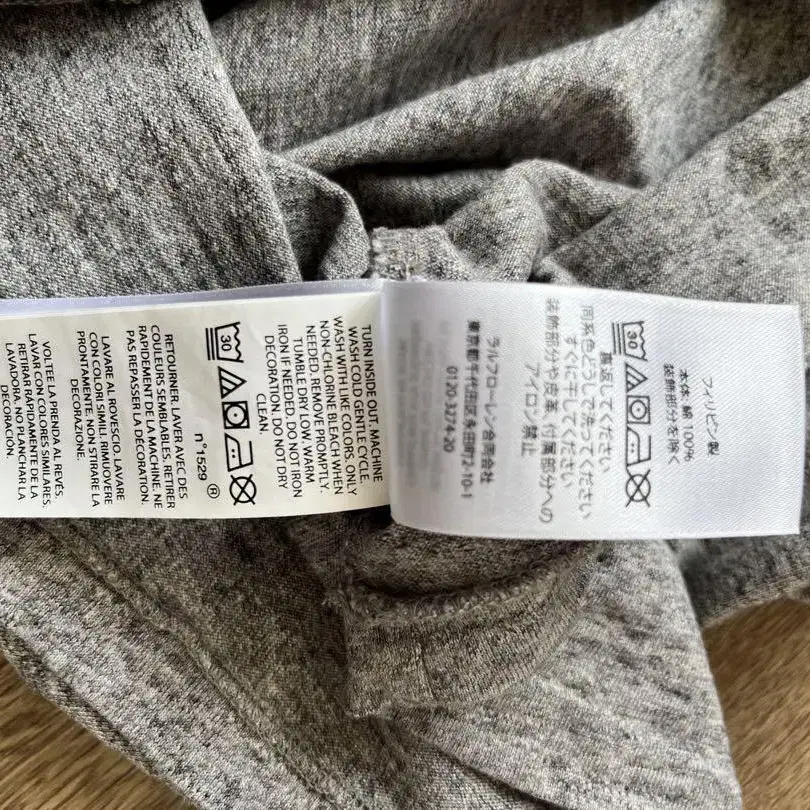 TURN INSIDE OUT. MACHINE
WASH COLD GENTLE CYCLE.
WASH WITH LIKE COLORS. ONLY
NON-CHLORINE BLEACH WHEN
NEEDED. REMOVE PROMPTLY.
TUMBLE DRY LOW. WARM
IRON IF NEEDED. DO NOT IRON
DECORATION. DO NOT DRY
CLEAN.
30
n°1529
®
RETOURNER. LAVER AVEC DES
COULEURS SEMBLABLES. RETIRER
RAPIDEMENT DE LA MACHINE. NE
PAS REPASSER LA DÉCORATION.
LAVARE AL ROVESCIO. LAVARE
CON COLORI SIMILI. RIMUOVERE
PRONTAMENTE. NON STIRARE LA
DECORAZIONE.
VOLTEE LA PRENDA AL REVÉS.
LAVAR CON COLORES SIMILARES.
RETIRAR RÁPIDAMENTE DE LA
LAVADORA. NO PLANCHAR LA
DECORACIÓN.
フィリピン製
本体: 綿 100%
装飾部分を除く
30
裏返してください
同系色どうしで洗ってください
すぐに干してください
装飾部分や皮革、付属部分への
アイロン禁止
ラルフローレン合同会社
東京都千代田区永田町2-10-1
0120-3274-20